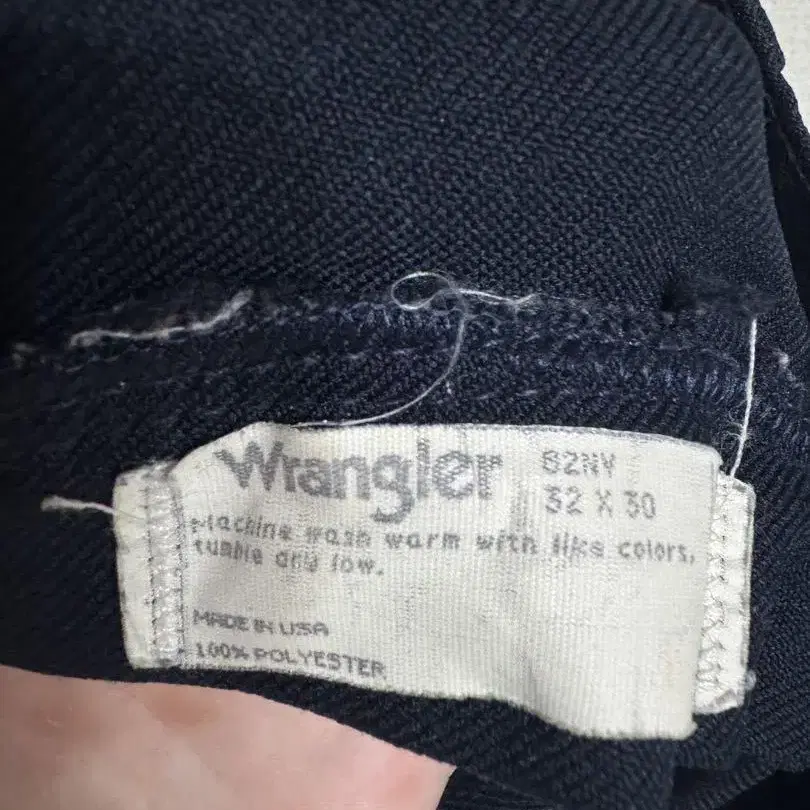 Wrangler
82NV
32 X 30
Machine wash warm with like colors,
tumble dry low.
MADE IN USA
100% POLYESTER